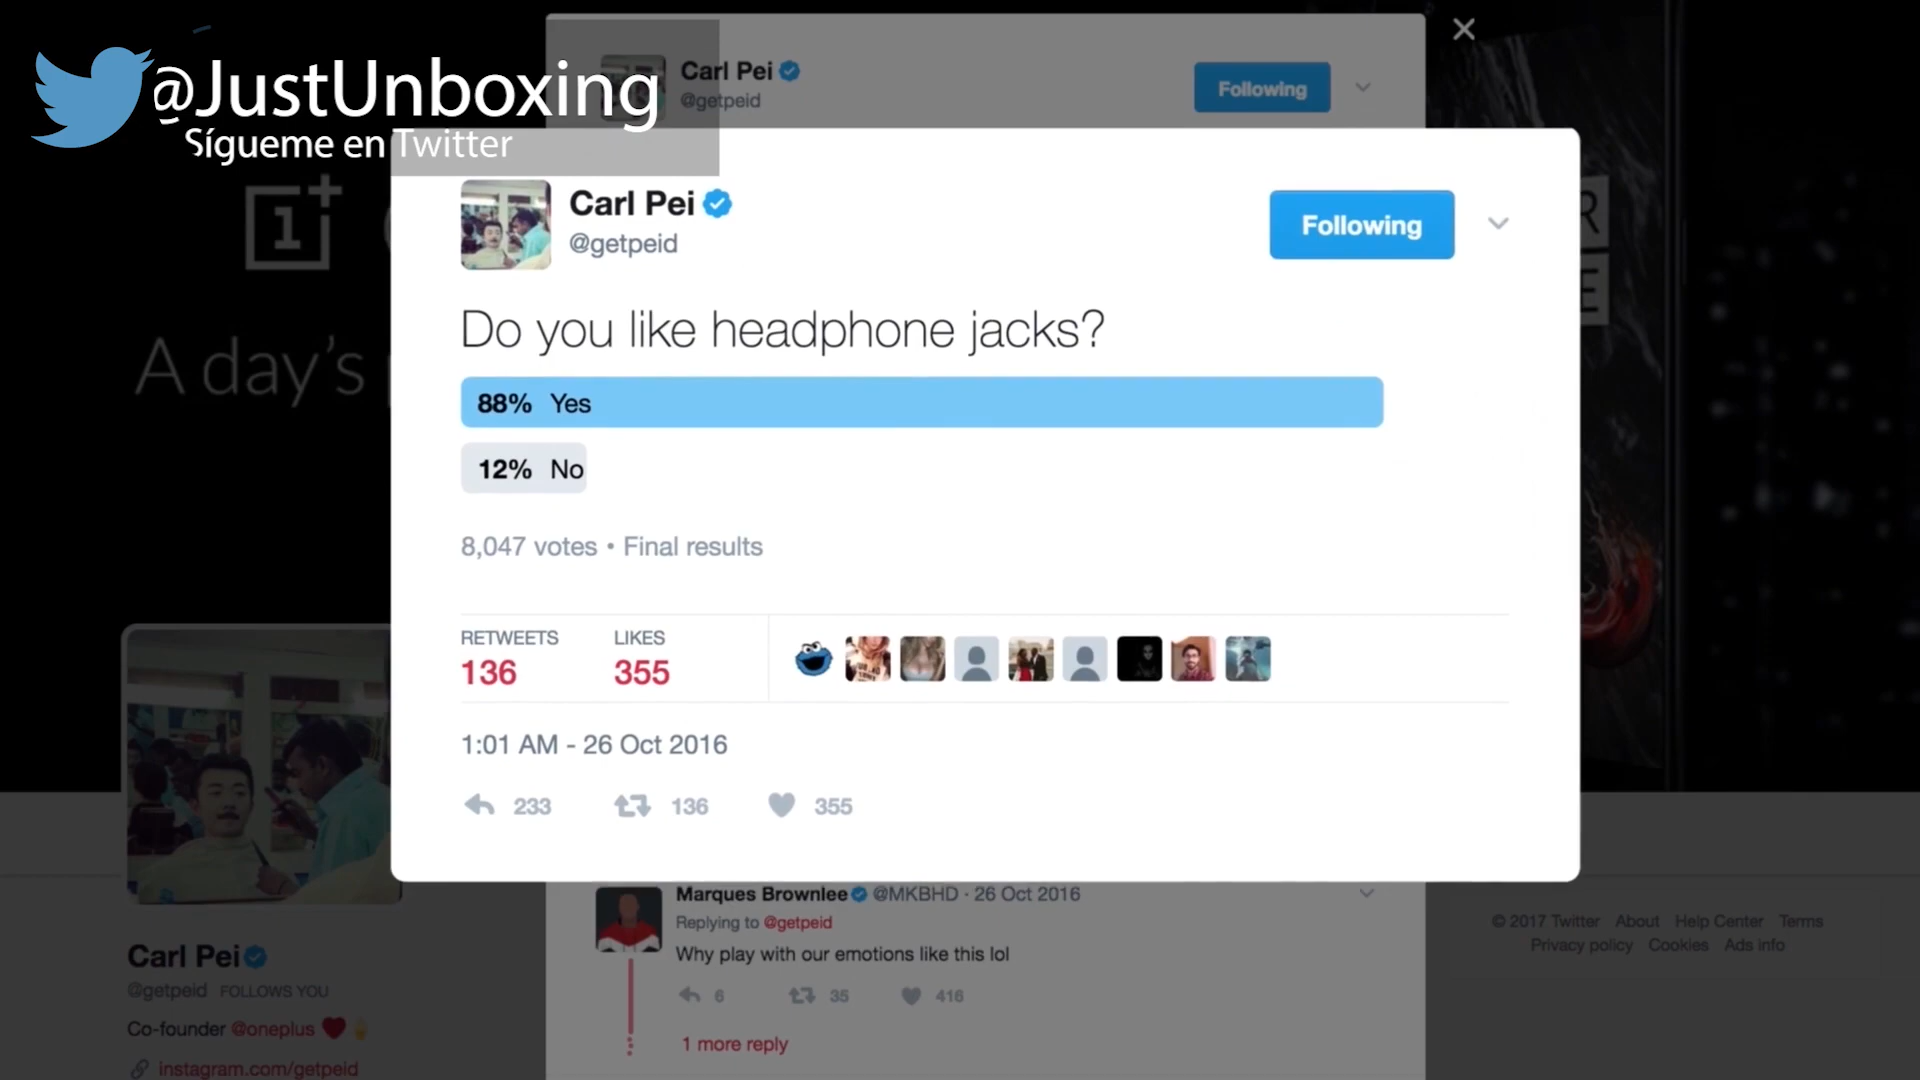 @JustUnboxing
Sígueme en Twitter
Carl Pei
@getpeid
Following
A day's
Carl Pei
@getpeid
Following
Do you like headphone jacks?
88% Yes
12% No
8,047 votes • Final results
RETWEETS LIKES
136 355
1:01 AM - 26 Oct 2016
233 136 355
Marques Brownlee @MKBHD · 26 Oct 2016
Replying to @getpeid
Why play with our emotions like this lol
6 35 416
1 more reply
Carl Pei
@getpeid FOLLOWS YOU
Co-founder @oneplus
instagram.com/getpeid
© 2017 Twitter About Help Center Terms
Privacy policy Cookies Ads info